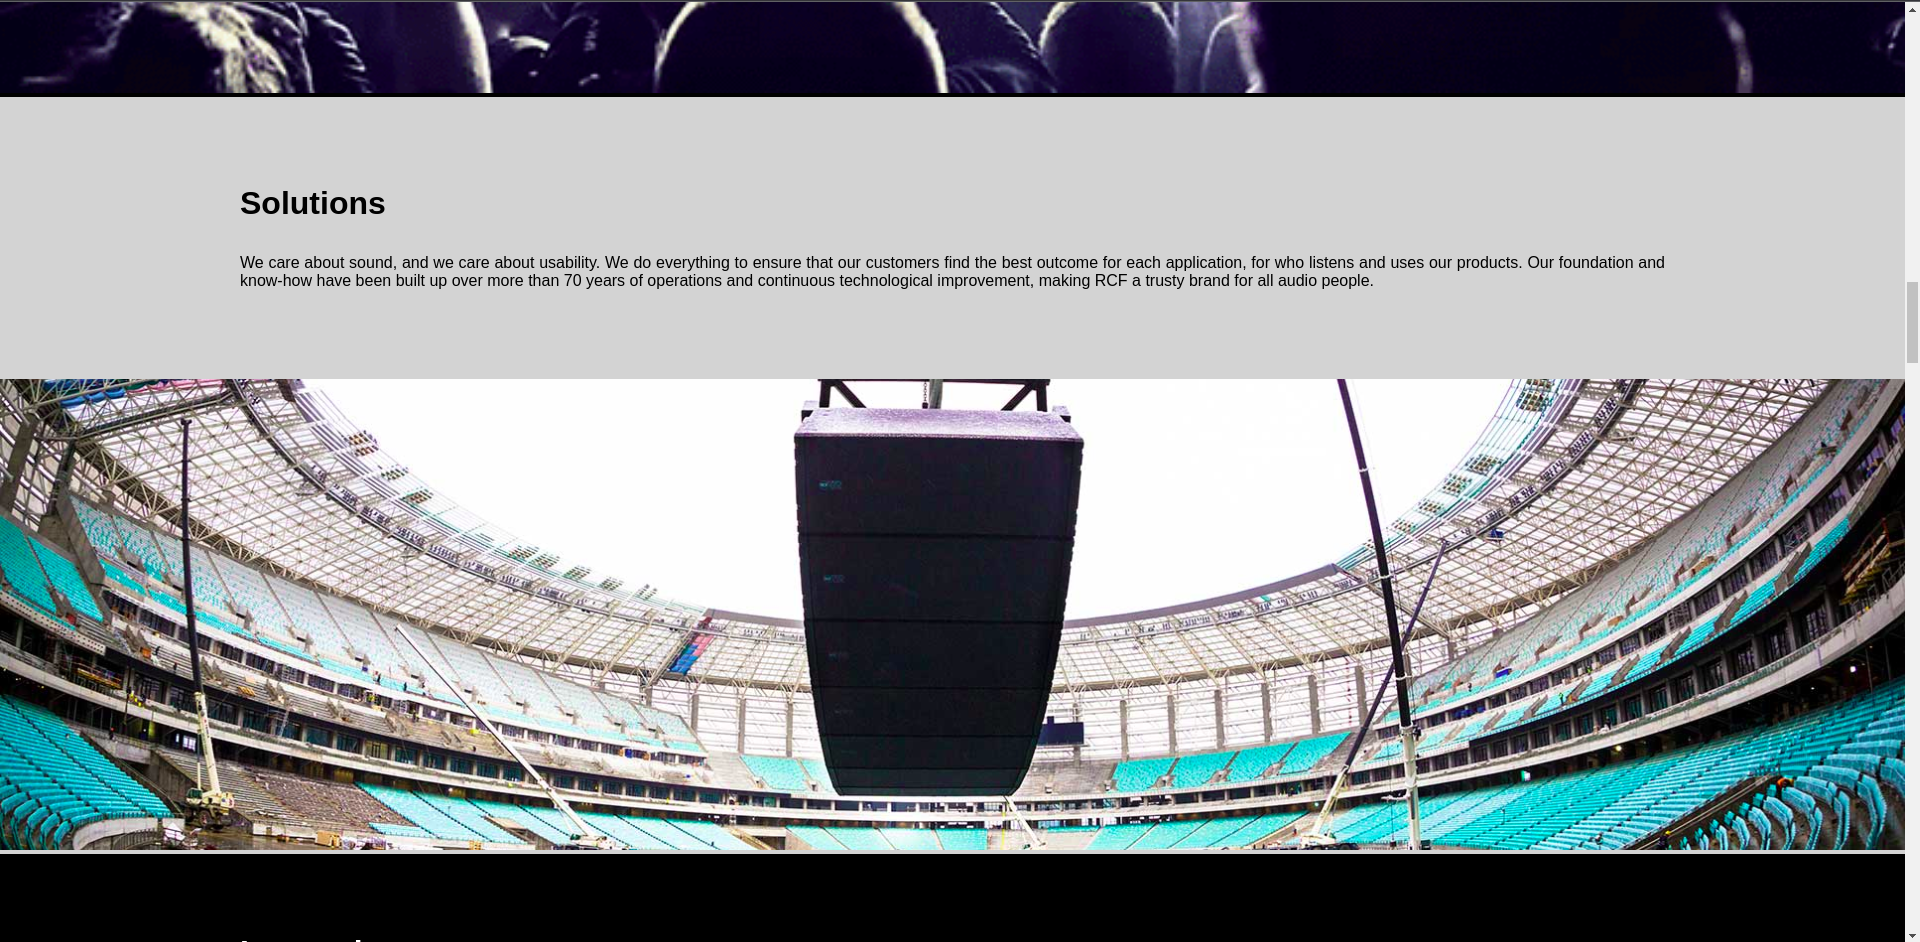 Solutions
We care about sound, and we care about usability. We do everything to ensure that our customers find the best outcome for each application, for who listens and uses our products. Our foundation and
know-how have been built up over more than 70 years of operations and continuous technological improvement, making RCF a trusty brand for all audio people.